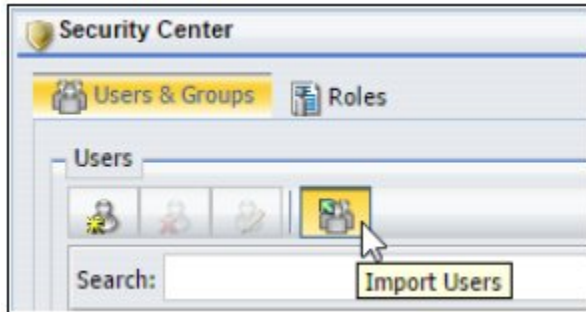 Security Center
Users & Groups Roles
Users
Search:
Import Users